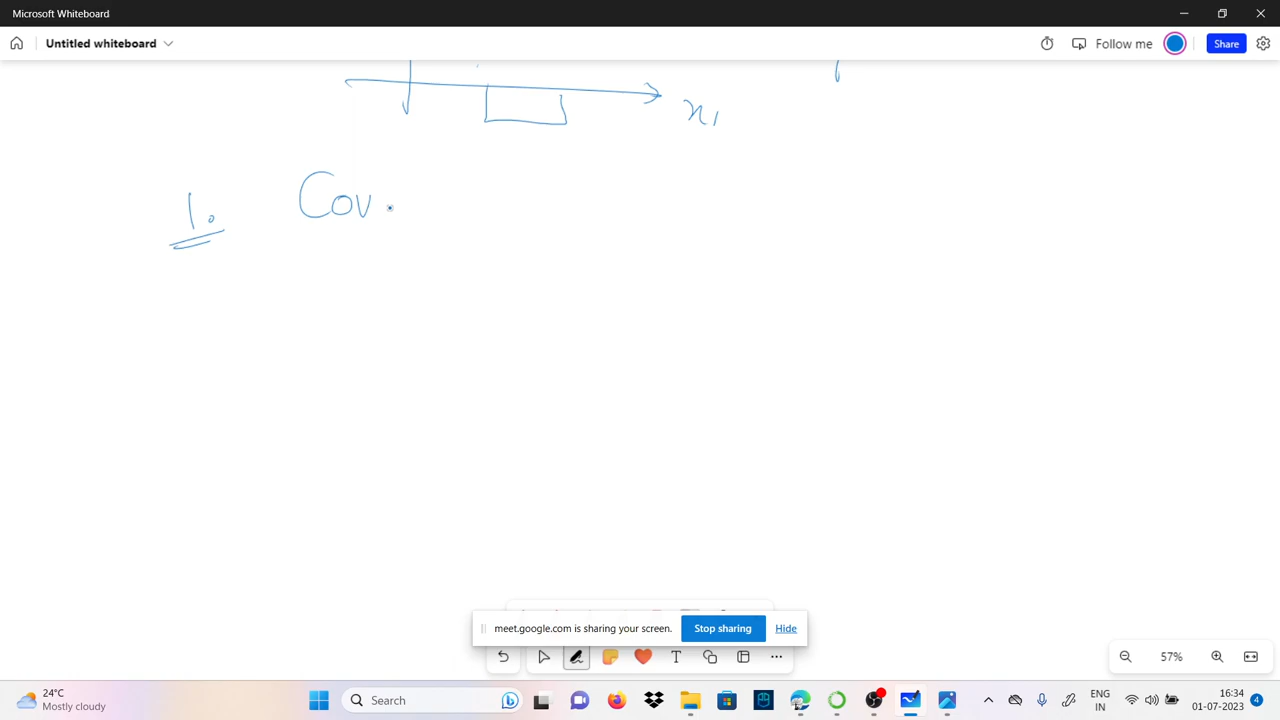 Microsoft Whiteboard
Untitled whiteboard
Follow me
Share
x1
1.
Cov
meet.google.com is sharing your screen.
Stop sharing
Hide
57%
24°C
Mostly cloudy
Search
ENG
IN
16:34
01-07-2023
4